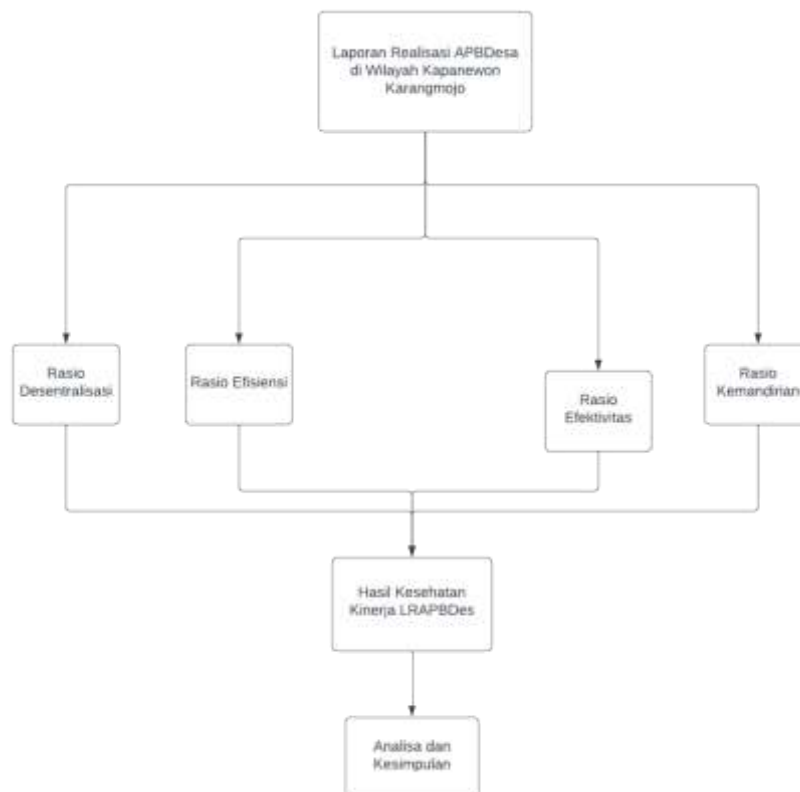 Laporan Realisasi APBDesa
di Wilayah Kapanewon
Karangmojo
Rasio
Desentralisasi
Rasio Efisiensi
Rasio
Efektivitas
Rasio
Kemandirian
Hasil Kesehatan
Kinerja LRAPBDes
Analisa dan
Kesimpulan